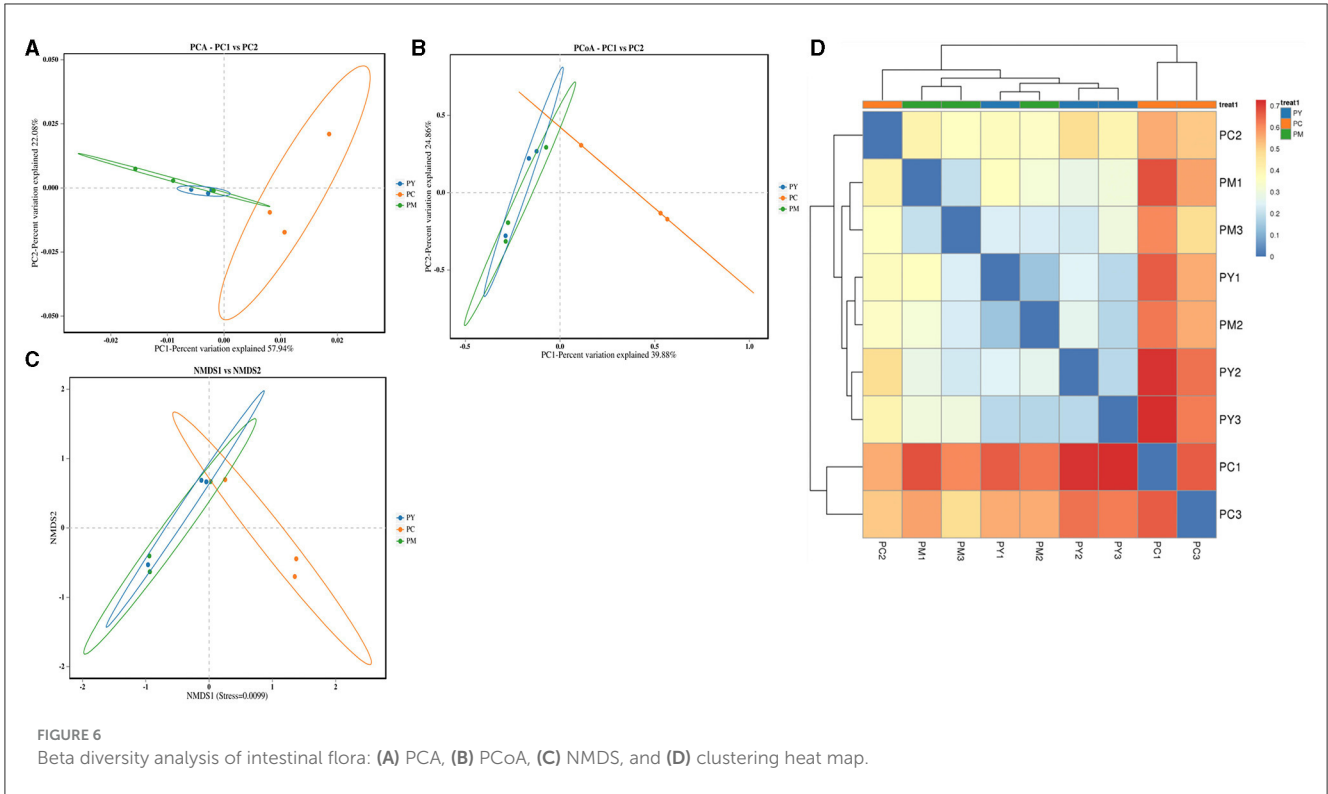 A
PCA - PC1 vs PC2
PC2-Percent variation explained 22.08%
0.050
0.025
0.000
-0.025
-0.050
-0.02
-0.01
0.00
0.01
0.02
PC1-Percent variation explained 57.94%
PY
PC
PM
B
PCoA - PC1 vs PC2
PC2-Percent variation explained 24.86%
0.5
0.0
-0.5
-0.5
0.0
0.5
1.0
PC1-Percent variation explained 39.88%
PY
PC
PM
C
NMDS1 vs NMDS2
NMDS2
2
1
0
-1
-2
-2
-1
0
1
2
NMDS1 (Stress=0.0099)
PY
PC
PM
D
treat1
PC2
PM1
PM3
PY1
PM2
PY2
PY3
PC1
PC3
PC2
PM1
PM3
PY1
PM2
PY2
PY3
PC1
PC3
0.7
0.6
0.5
0.4
0.3
0.2
0.1
0
treat1
PY
PC
PM
FIGURE 6
Beta diversity analysis of intestinal flora: (A) PCA, (B) PCoA, (C) NMDS, and (D) clustering heat map.